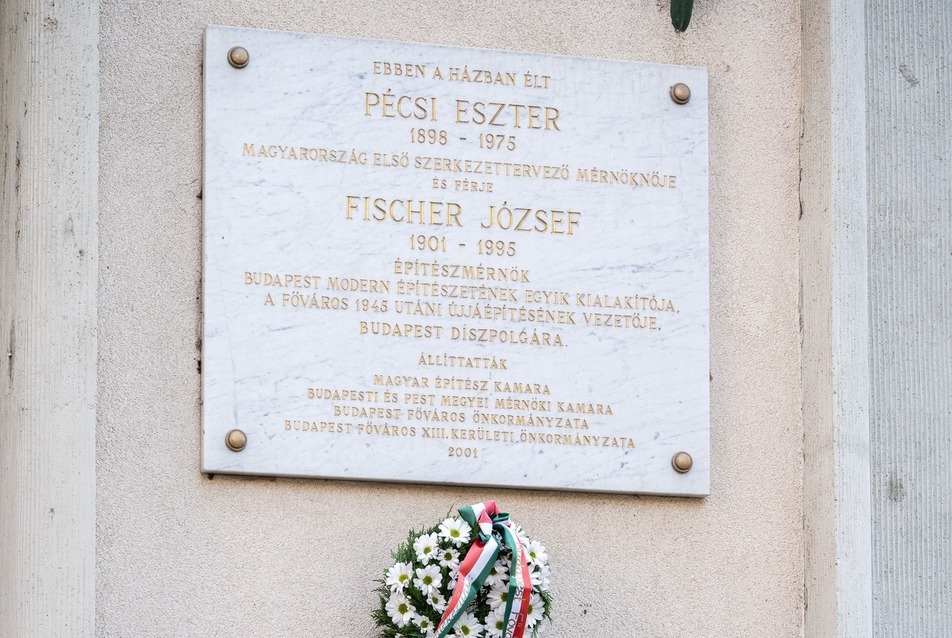 EBBEN A HÁZBAN ÉLT
PÉCSI ESZTER
1898 - 1975
MAGYARORSZÁG ELSŐ SZERKEZETTERVEZŐ MÉRNÖKNŐJE
ÉS FÉRJE
FISCHER JÓZSEF
1901 - 1995
ÉPÍTÉSZMÉRNÖK
BUDAPEST MODERN ÉPÍTÉSZETÉNEK EGYIK KIALAKÍTÓJA,
A FŐVÁROS 1945 UTÁNI ÚJJÁÉPÍTÉSÉNEK VEZETŐJE,
BUDAPEST DÍSZPOLGÁRA.
ÁLLÍTTATTÁK
MAGYAR ÉPÍTÉSZ KAMARA
BUDAPESTI ÉS PEST MEGYEI MÉRNÖKI KAMARA
BUDAPEST FŐVÁROS ÖNKORMÁNYZATA
BUDAPEST FŐVÁROS XIII. KERÜLETI ÖNKORMÁNYZATA
2001